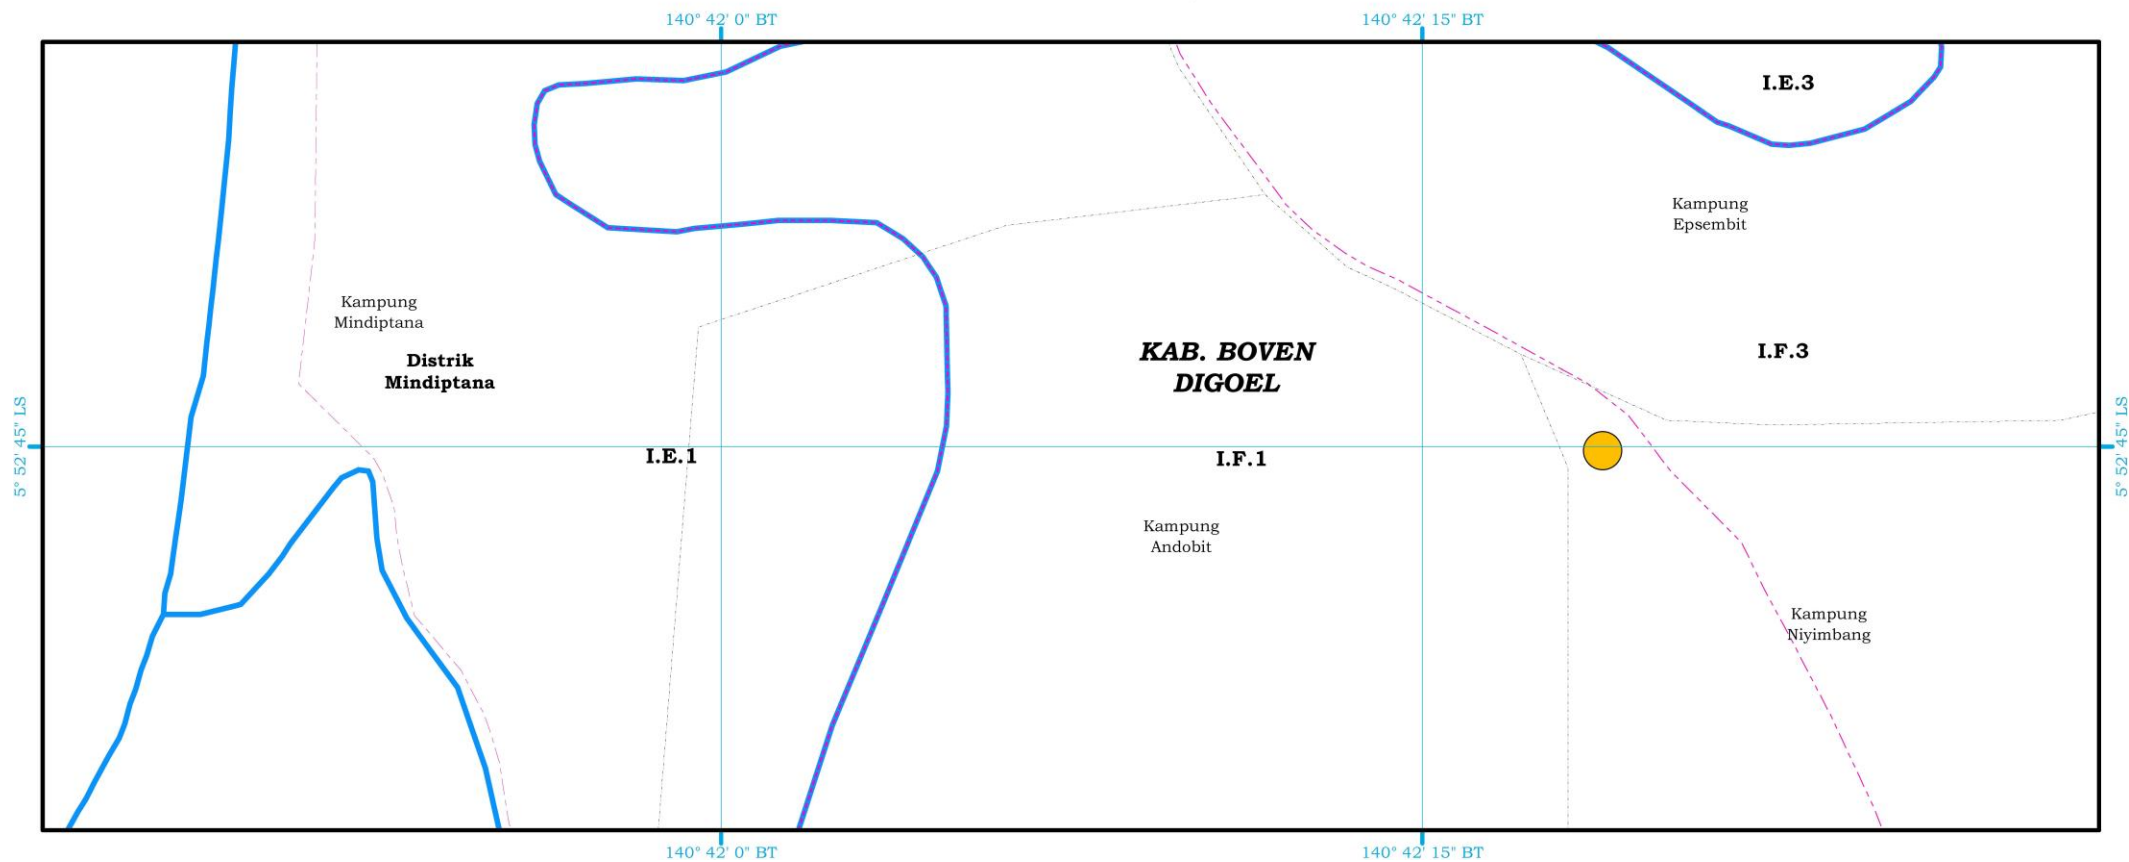 140° 42' 0" BT
140° 42' 15" BT
I.E.3
Kampung
Epsembit
Kampung
Mindiptana
Distrik
Mindiptana
KAB. BOVEN
DIGOEL
I.F.3
5° 52' 45" LS
5° 52' 45" LS
I.E.1
I.F.1
Kampung
Andobit
Kampung
Niyimbang
140° 42' 0" BT
140° 42' 15" BT